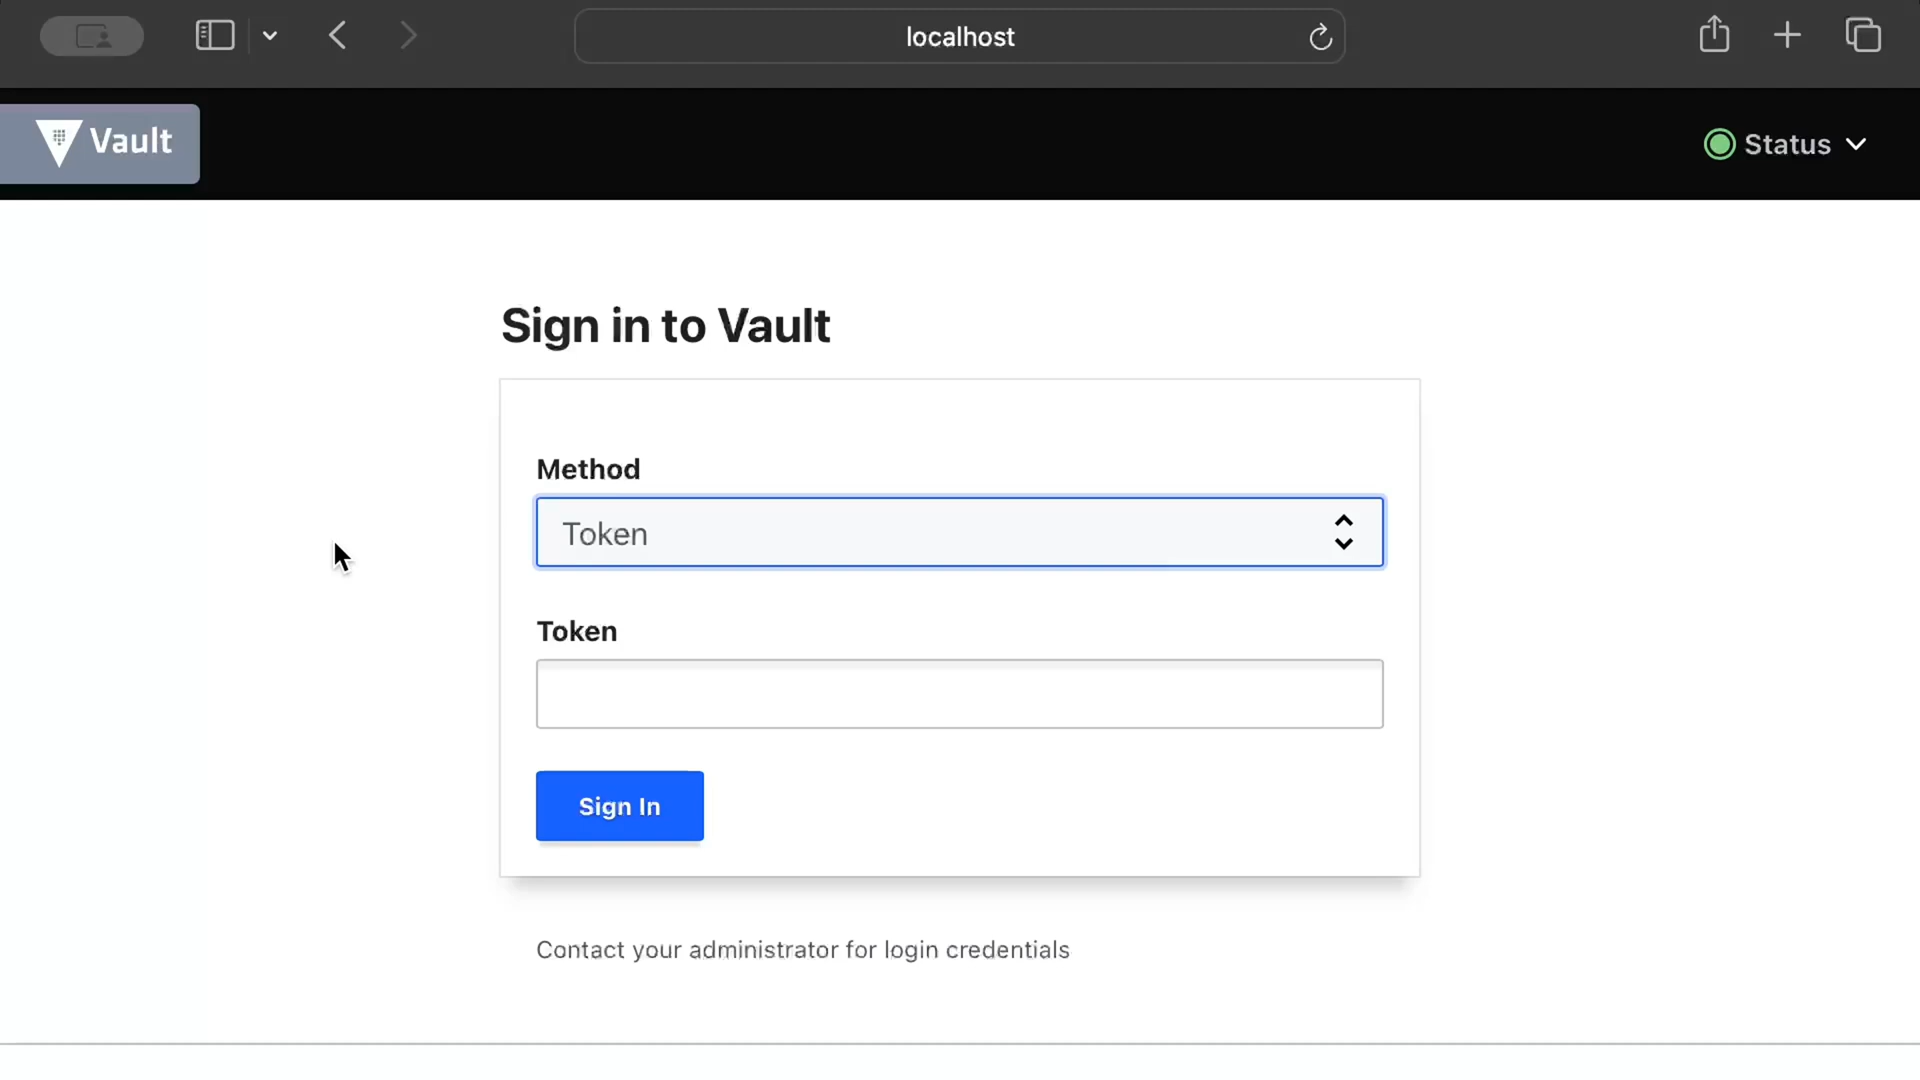 localhost
Vault
Status
Sign in to Vault
Method
Token
Token
Sign In
Contact your administrator for login credentials